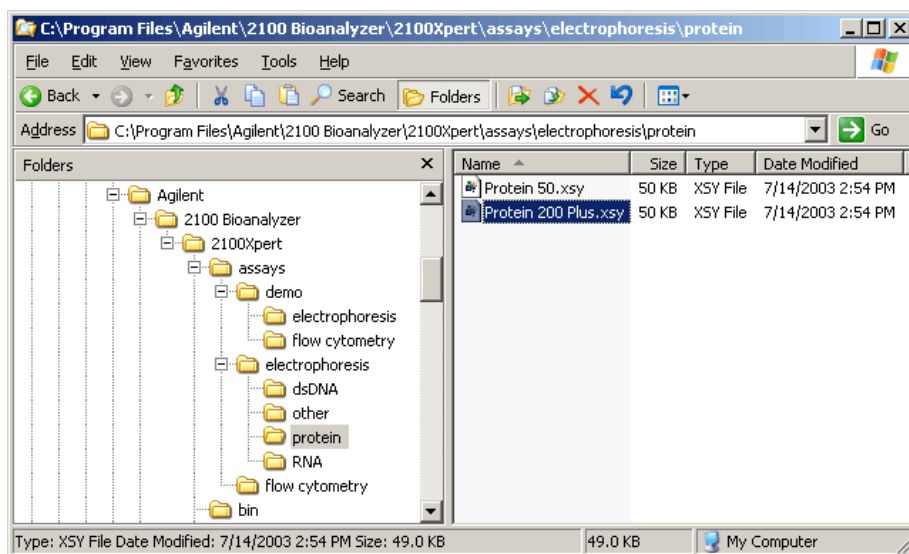 C:\Program Files\Agilent\2100 Bioanalyzer\2100Xpert\assays\electrophoresis\protein
File Edit View Favorites Tools Help
Back Search Folders
Address C:\Program Files\Agilent\2100 Bioanalyzer\2100Xpert\assays\electrophoresis\protein Go
Folders
Agilent
2100 Bioanalyzer
2100Xpert
assays
demo
electrophoresis
flow cytometry
electrophoresis
dsDNA
other
protein
RNA
flow cytometry
bin
Name Size Type Date Modified
Protein 50.xsy 50 KB XSY File 7/14/2003 2:54 PM
Protein 200 Plus.xsy 50 KB XSY File 7/14/2003 2:54 PM
Type: XSY File Date Modified: 7/14/2003 2:54 PM Size: 49.0 KB 49.0 KB My Computer